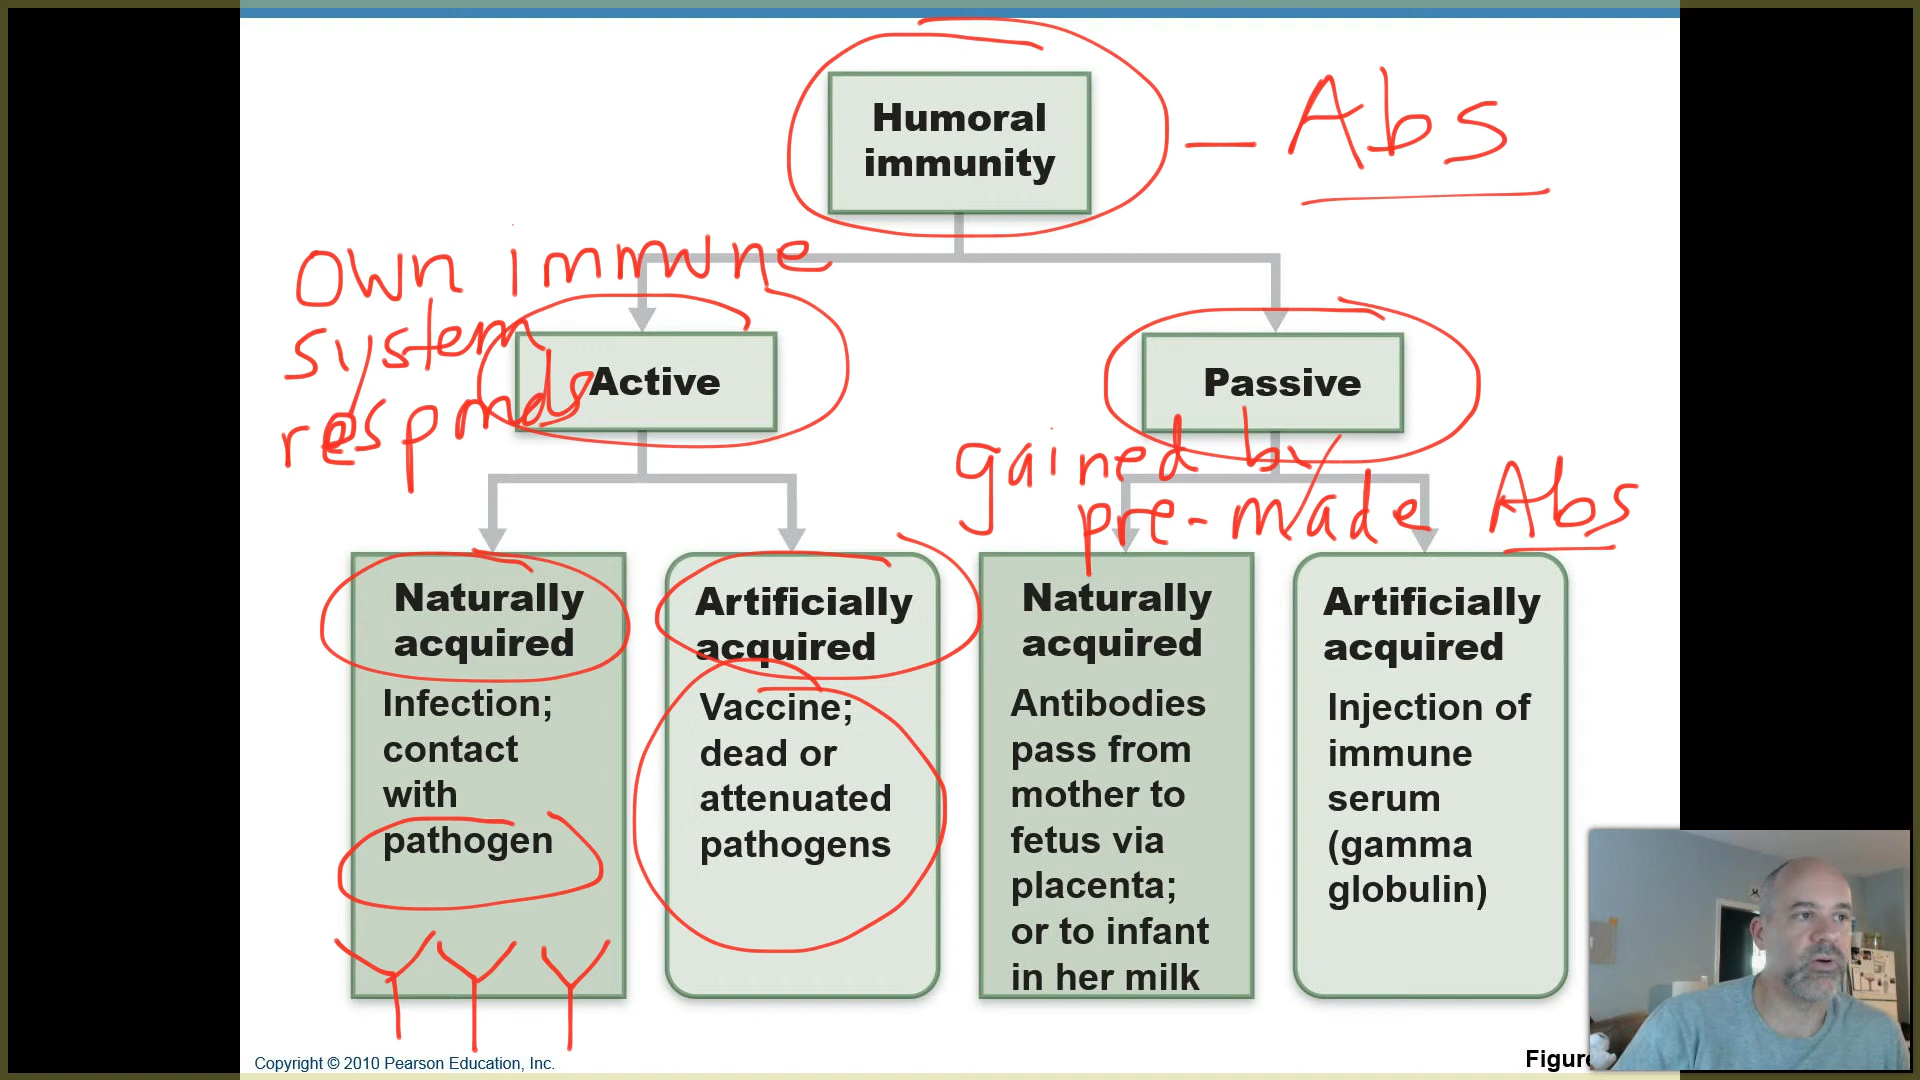 Humoral
immunity
— Abs
own immune
system
responds
Active
Passive
gained by
pre-made Abs
Naturally
acquired
Infection;
contact
with
pathogen
Artificially
acquired
Vaccine;
dead or
attenuated
pathogens
Naturally
acquired
Antibodies
pass from
mother to
fetus via
placenta;
or to infant
in her milk
Artificially
acquired
Injection of
immune
serum
(gamma
globulin)
Copyright © 2010 Pearson Education, Inc.
Figure